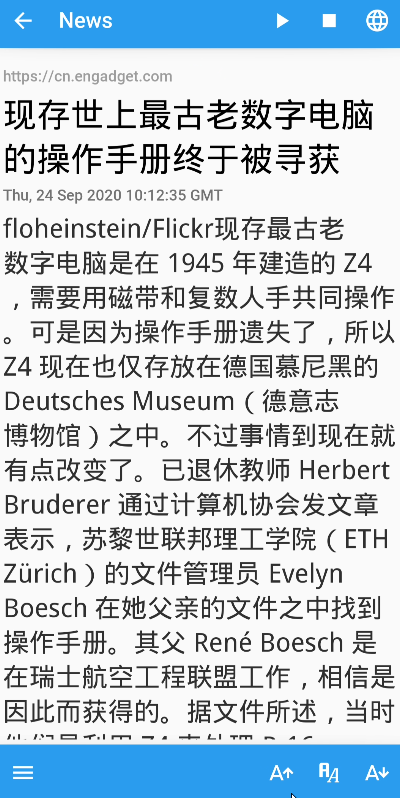 News
https://cn.engadget.com
现存世上最古老数字电脑
的操作手册终于被寻获
Thu, 24 Sep 2020 10:12:35 GMT
floheinstein/Flickr现存最古老
数字电脑是在 1945 年建造的 Z4
，需要用磁带和复数人手共同操作
。可是因为操作手册遗失了，所以
Z4 现在也仅存放在德国慕尼黑的
Deutsches Museum（德意志
博物馆）之中。不过事情到现在就
有点改变了。已退休教师 Herbert
Bruderer 通过计算机协会发文章
表示，苏黎世联邦理工学院（ETH
Zürich）的文件管理员 Evelyn
Boesch 在她父亲的文件之中找到
操作手册。其父 René Boesch 是
在瑞士航空工程联盟工作，相信是
因此而获得的。据文件所述，当时